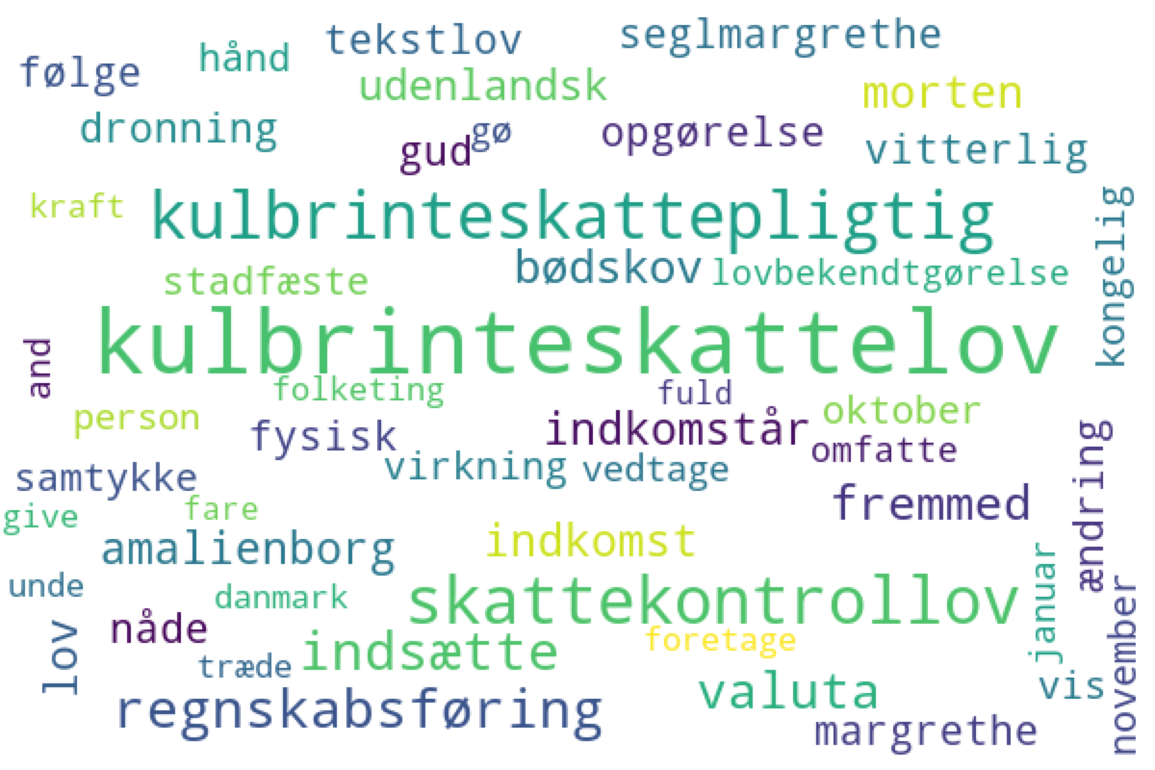 tekstlov
seglmargrethe
hånd
følge
udenlandsk
morten
dronning
gø
opgørelse
gud
vitterlig
kraft
kulbrinteskattepligtig
kongelig
bødskov
lovbekendtgørelse
stadfæste
kulbrinteskattelov
and
folketing
fuld
person
oktober
fysisk
indkomstår
omfatte
samtykke
virkning
vedtage
ændring
give
fare
fremmed
amalienborg
indkomst
unde
danmark
skattekontrollov
januar
nåde
foretage
lov
træde
indsætte
november
regnskabsføring
valuta
vis
margrethe